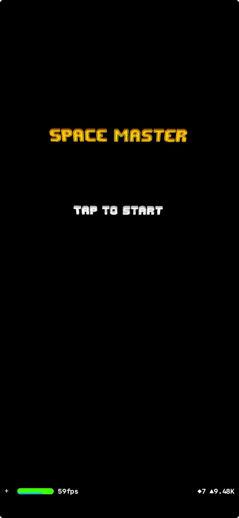 SPACE MASTER
TAP TO START
+ 59fps ◆7 ▲9.48K